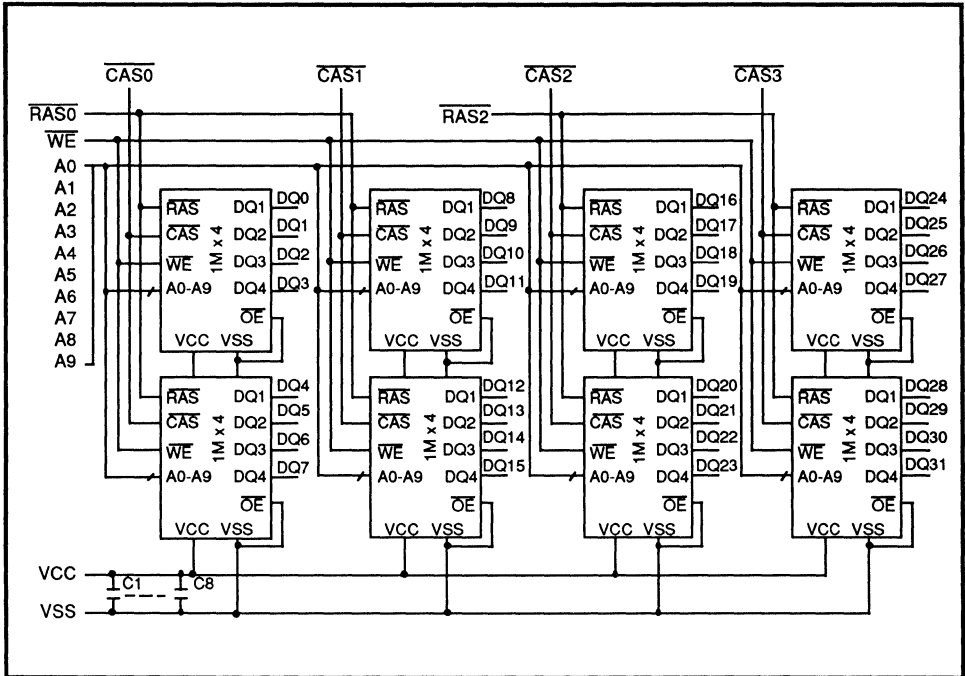 CAS0 CAS1 CAS2 CAS3
RAS0 RAS2
WE
A0
A1
A2
A3
A4
A5
A6
A7
A8
A9
RAS DQ1 DQ0
CAS DQ2 DQ1
WE DQ3 DQ2
A0-A9 DQ4 DQ3
1M x 4
OE
VCC VSS
RAS DQ1 DQ8
CAS DQ2 DQ9
WE DQ3 DQ10
A0-A9 DQ4 DQ11
1M x 4
OE
VCC VSS
RAS DQ1 DQ16
CAS DQ2 DQ17
WE DQ3 DQ18
A0-A9 DQ4 DQ19
1M x 4
OE
VCC VSS
RAS DQ1 DQ24
CAS DQ2 DQ25
WE DQ3 DQ26
A0-A9 DQ4 DQ27
1M x 4
OE
VCC VSS
RAS DQ1 DQ4
CAS DQ2 DQ5
WE DQ3 DQ6
A0-A9 DQ4 DQ7
1M x 4
OE
VCC VSS
RAS DQ1 DQ12
CAS DQ2 DQ13
WE DQ3 DQ14
A0-A9 DQ4 DQ15
1M x 4
OE
VCC VSS
RAS DQ1 DQ20
CAS DQ2 DQ21
WE DQ3 DQ22
A0-A9 DQ4 DQ23
1M x 4
OE
VCC VSS
RAS DQ1 DQ28
CAS DQ2 DQ29
WE DQ3 DQ30
A0-A9 DQ4 DQ31
1M x 4
OE
VCC VSS
VCC C1 C8
VSS